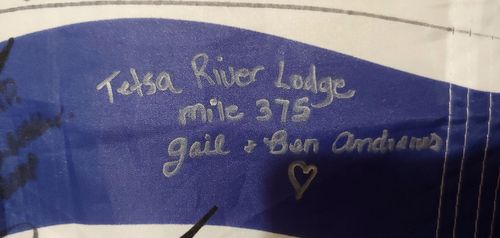 Tetsa River Lodge
mile 375
gail + Ben Andrews